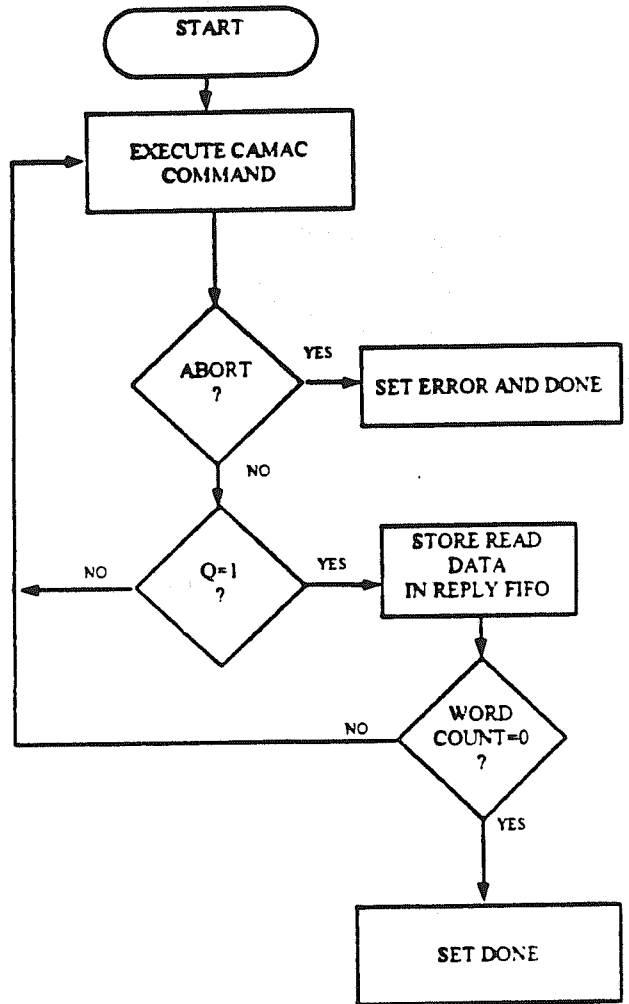 START
EXECUTE CAMAC
COMMAND
ABORT
?
YES
SET ERROR AND DONE
NO
Q=1
?
NO
YES
STORE READ
DATA
IN REPLY FIFO
WORD
COUNT=0
?
NO
YES
SET DONE